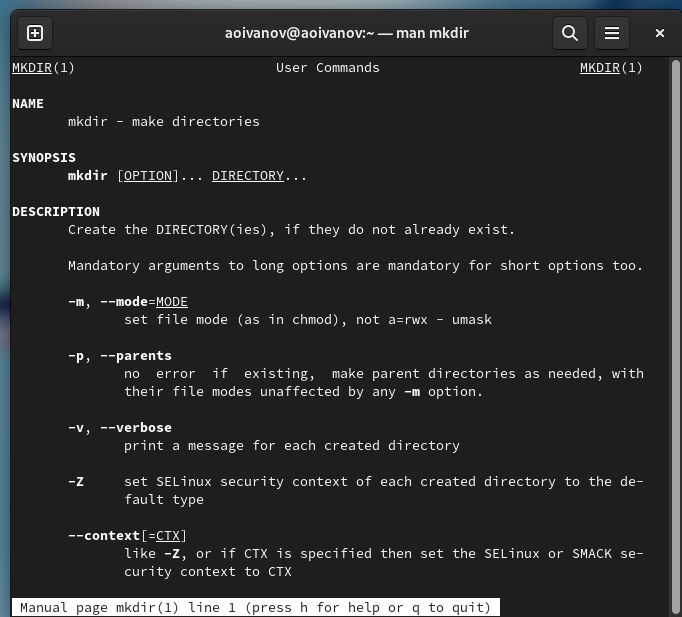 aoivanov@aoivanov:~ — man mkdir
MKDIR(1) User Commands MKDIR(1)
NAME
mkdir - make directories
SYNOPSIS
mkdir [OPTION]... DIRECTORY...
DESCRIPTION
Create the DIRECTORY(ies), if they do not already exist.
Mandatory arguments to long options are mandatory for short options too.
-m, --mode=MODE
set file mode (as in chmod), not a=rwx - umask
-p, --parents
no error if existing, make parent directories as needed, with
their file modes unaffected by any -m option.
-v, --verbose
print a message for each created directory
-Z set SELinux security context of each created directory to the de-
fault type
--context[=CTX]
like -Z, or if CTX is specified then set the SELinux or SMACK se-
curity context to CTX
Manual page mkdir(1) line 1 (press h for help or q to quit)